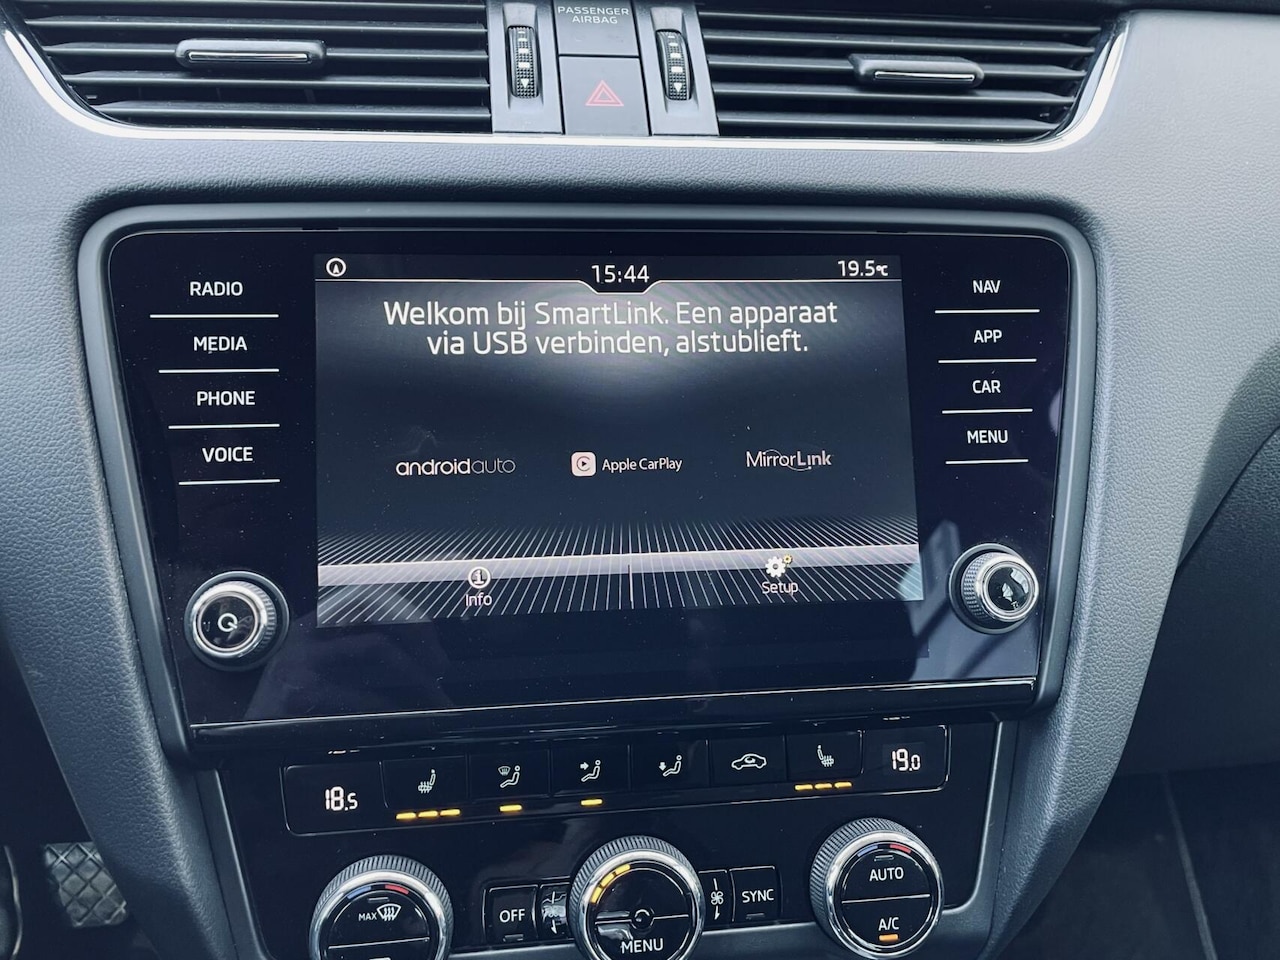 PASSENGER
AIRBAG
15:44
19.5°C
RADIO
MEDIA
PHONE
VOICE
Welkom bij SmartLink. Een apparaat
via USB verbinden, alstublieft.
androidauto
Apple CarPlay
MirrorLink
Info
Setup
NAV
APP
CAR
MENU
18.5
19.0
MAX
OFF
MENU
SYNC
AUTO
A/C